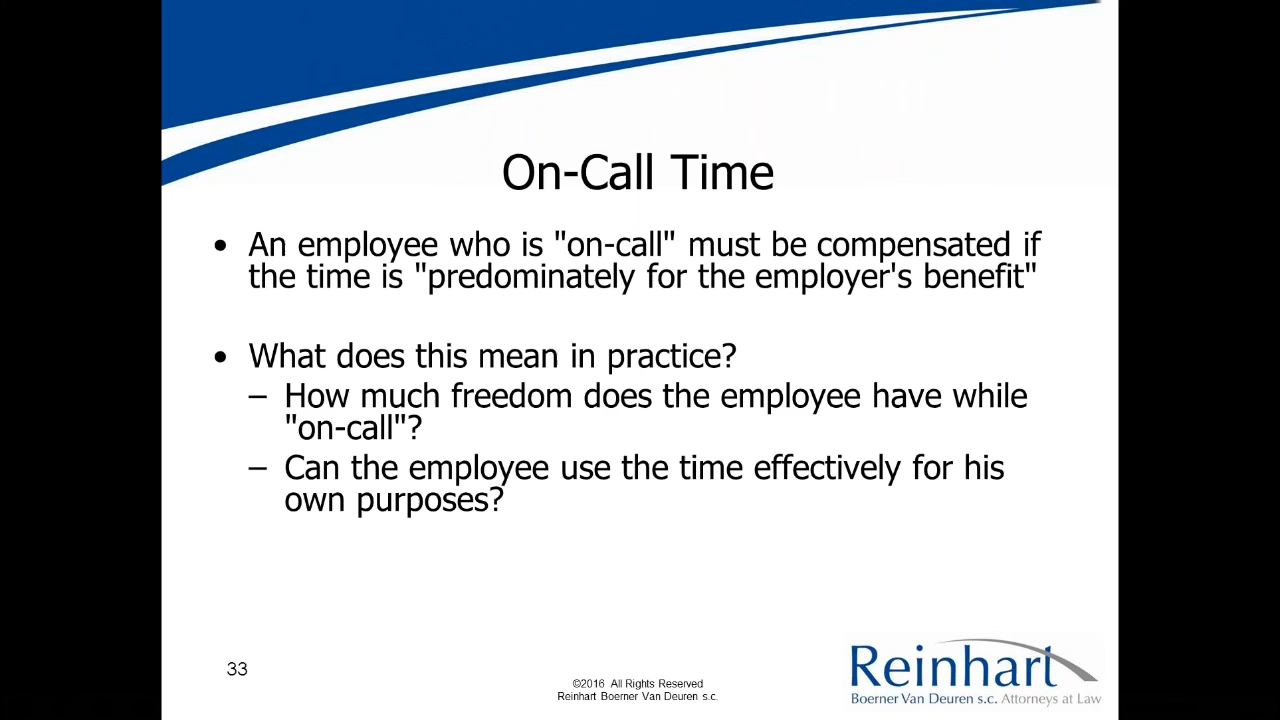 On-Call Time
• An employee who is "on-call" must be compensated if
the time is "predominately for the employer's benefit"
• What does this mean in practice?
– How much freedom does the employee have while
"on-call"?
– Can the employee use the time effectively for his
own purposes?
33
©2016 All Rights Reserved
Reinhart Boerner Van Deuren s.c.
Reinhart
Boerner Van Deuren s.c. Attorneys at Law